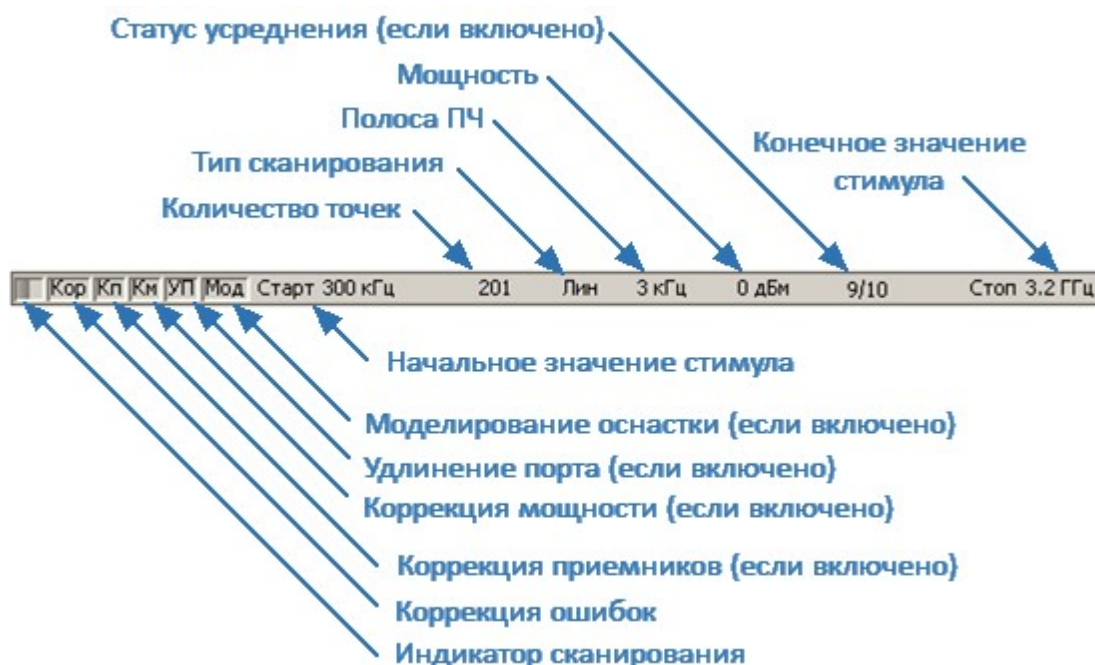 Статус усреднения (если включено)
Мощность
Полоса ПЧ
Тип сканирования
Количество точек
Конечное значение
стимула
Кор Кп Км УП Мод Старт 300 кГц 201 Лин 3 кГц 0 дБм 9/10 Стоп 3.2 ГГц
Начальное значение стимула
Моделирование оснастки (если включено)
Удлинение порта (если включено)
Коррекция мощности (если включено)
Коррекция приемников (если включено)
Коррекция ошибок
Индикатор сканирования